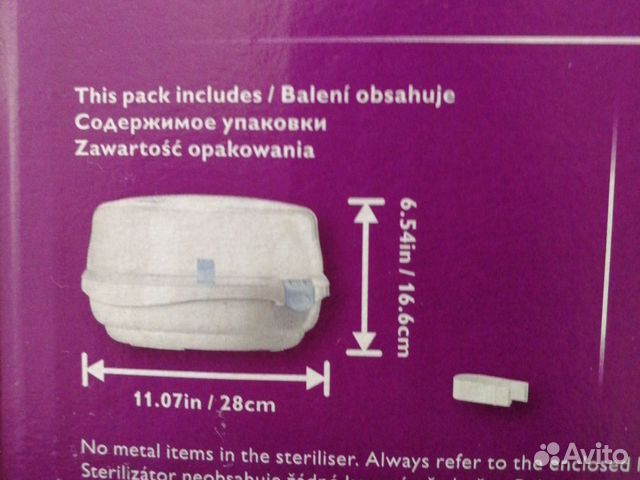 This pack includes / Balení obsahuje
Содержимое упаковки
Zawartość opakowania
6.54in / 16.6cm
11.07in / 28cm
No metal items in the steriliser. Always refer to the enclosed
Sterilizátor neobsahuje žádné
Avito